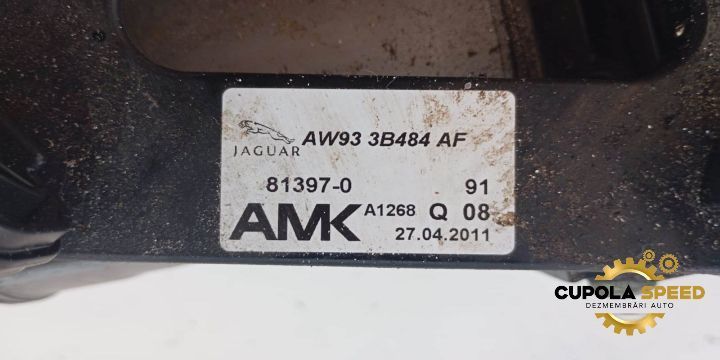 AW93 3B484 AF
JAGUAR
81397-0 91
AMK A1268 Q 08
27.04.2011
CUPOLA SPEED
DEZMEMBRĂRI AUTO